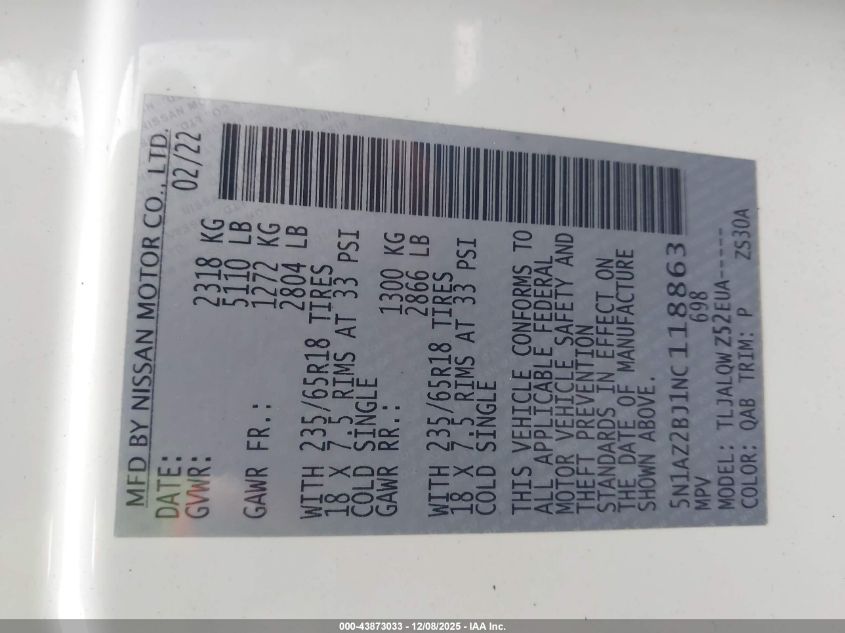 MFD BY NISSAN MOTOR CO., LTD.
DATE: 02/22
GVWR: 2318 KG
5110 LB
GAWR FR.: 1272 KG
2804 LB
WITH 235/65R18 TIRES
18 X 7.5 RIMS AT 33 PSI
COLD SINGLE
GAWR RR.: 1300 KG
2866 LB
WITH 235/65R18 TIRES
18 X 7.5 RIMS AT 33 PSI
COLD SINGLE
THIS VEHICLE CONFORMS TO
ALL APPLICABLE FEDERAL
MOTOR VEHICLE SAFETY AND
THEFT PREVENTION
STANDARDS IN EFFECT ON
THE DATE OF MANUFACTURE
SHOWN ABOVE.
5N1AZ2BJ1NC118863
MPV 698
MODEL: TLJALQWZ52EUA-----
COLOR: QAB TRIM: P ZS30A
000-43873033 - 12/08/2025 - IAA Inc.